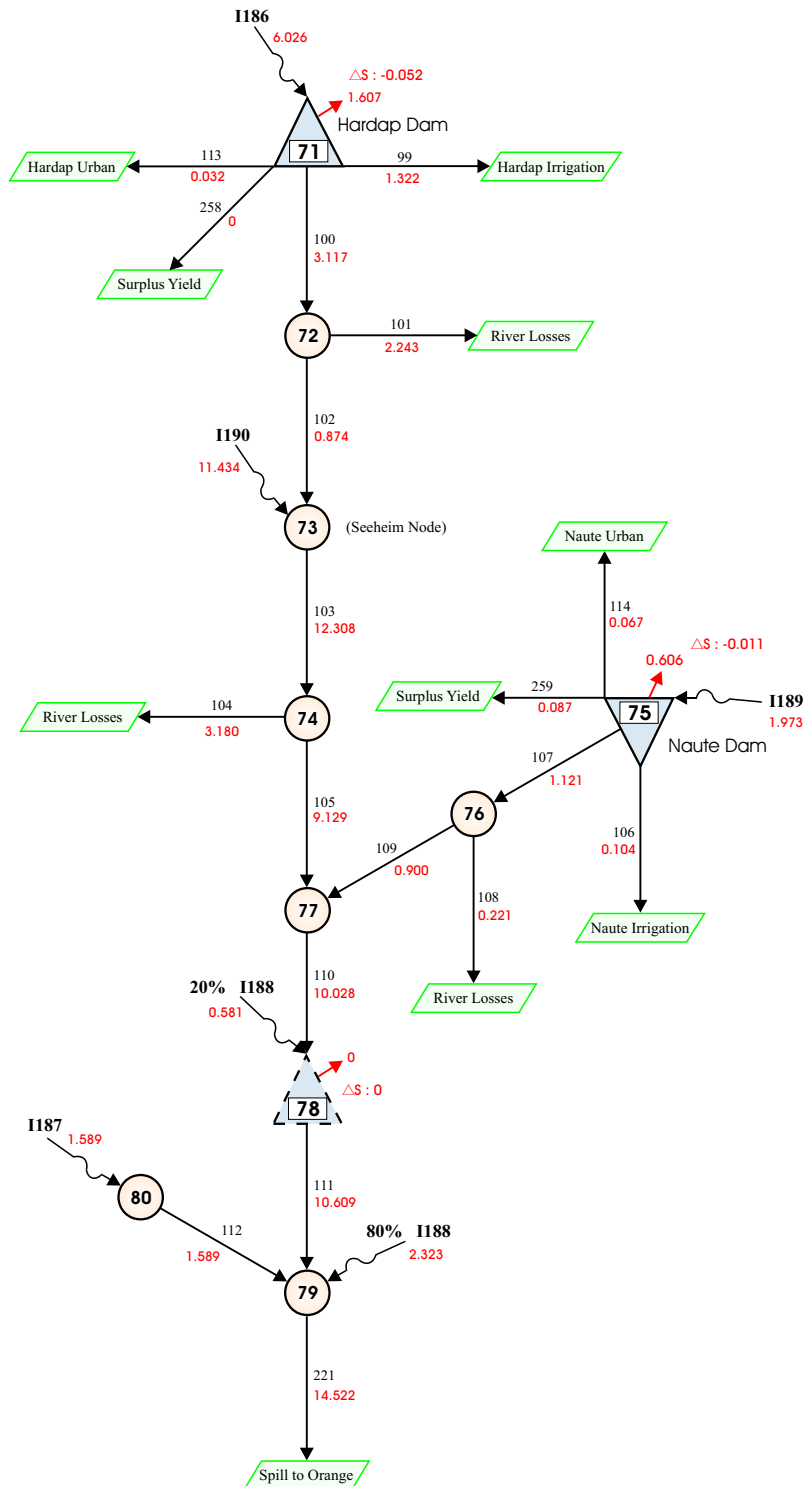 I186
6.026
△S : -0.052
1.607
Hardap Dam
71
Hardap Urban
113
0.032
99
1.322
Hardap Irrigation
258
0
Surplus Yield
100
3.117
72
101
2.243
River Losses
102
0.874
I190
11.434
73
(Seeheim Node)
103
12.308
Naute Urban
114
0.067
△S : -0.011
0.606
River Losses
104
3.180
74
Surplus Yield
259
0.087
75
I189
1.973
Naute Dam
107
1.121
105
9.129
76
106
0.104
109
0.900
108
0.221
77
Naute Irrigation
110
10.028
River Losses
20% I188
0.581
0
△S : 0
78
I187
1.589
80
111
10.609
112
1.589
80% I188
2.323
79
221
14.522
Spill to Orange